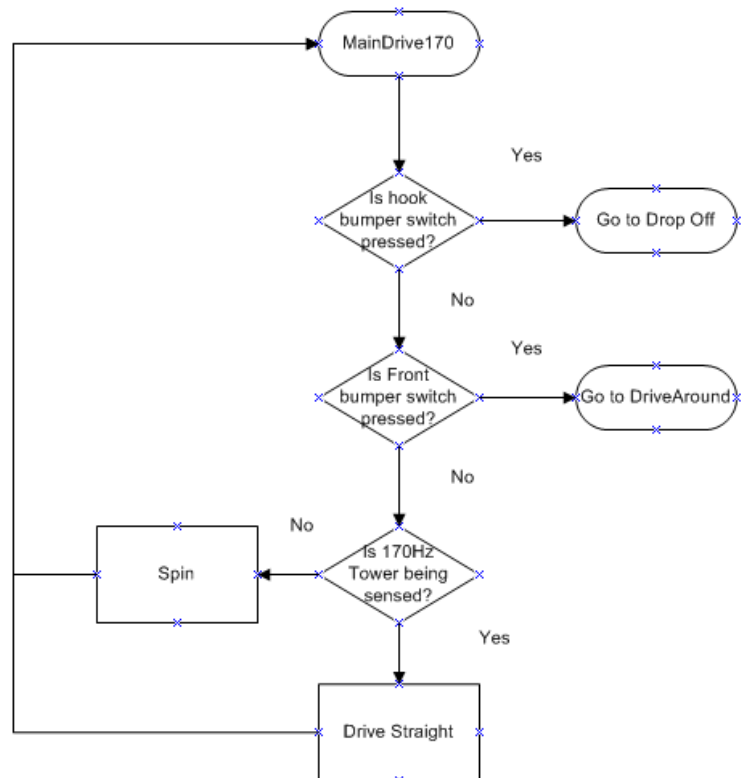 MainDrive170
Yes
Is hook
bumper switch
pressed?
Go to Drop Off
No
Yes
Is Front
bumper switch
pressed?
Go to DriveAround
No
No
Is 170Hz
Tower being
sensed?
Spin
Yes
Drive Straight